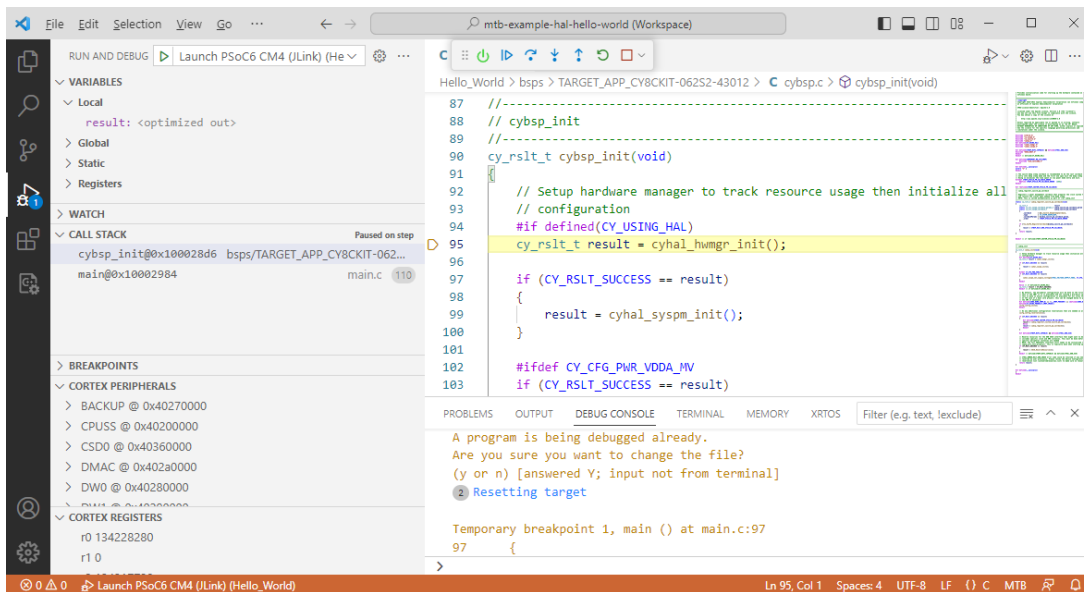 File Edit Selection View Go ··· mtb-example-hal-hello-world (Workspace)
RUN AND DEBUG Launch PSoC6 CM4 (JLink) (He
VARIABLES
Local
result: <optimized out>
Global
Static
Registers
WATCH
CALL STACK Paused on step
cybsp_init@0x100028d6 bsps/TARGET_APP_CY8CKIT-062...
main@0x10002984 main.c 110
BREAKPOINTS
CORTEX PERIPHERALS
BACKUP @ 0x40270000
CPUSS @ 0x40200000
CSD0 @ 0x40360000
DMAC @ 0x402a0000
DW0 @ 0x40280000
CORTEX REGISTERS
r0 134228280
r1 0
1
C
Hello_World > bsps > TARGET_APP_CY8CKIT-062S2-43012 > C cybsp.c > cybsp_init(void)
87 //--------------------------------------------------------------------------
88 // cybsp_init
89 //--------------------------------------------------------------------------
90 cy_rslt_t cybsp_init(void)
91 {
92 // Setup hardware manager to track resource usage then initialize all
93 // configuration
94 #if defined(CY_USING_HAL)
95 cy_rslt_t result = cyhal_hwmgr_init();
96
97 if (CY_RSLT_SUCCESS == result)
98 {
99 result = cyhal_syspm_init();
100 }
101
102 #ifdef CY_CFG_PWR_VDDA_MV
103 if (CY_RSLT_SUCCESS == result)
PROBLEMS OUTPUT DEBUG CONSOLE TERMINAL MEMORY XRTOS Filter (e.g. text, !exclude)
A program is being debugged already.
Are you sure you want to change the file?
(y or n) [answered Y; input not from terminal]
2 Resetting target
Temporary breakpoint 1, main () at main.c:97
97 {
>
0 0 Launch PSoC6 CM4 (JLink) (Hello_World) Ln 95, Col 1 Spaces: 4 UTF-8 LF {} C MTB